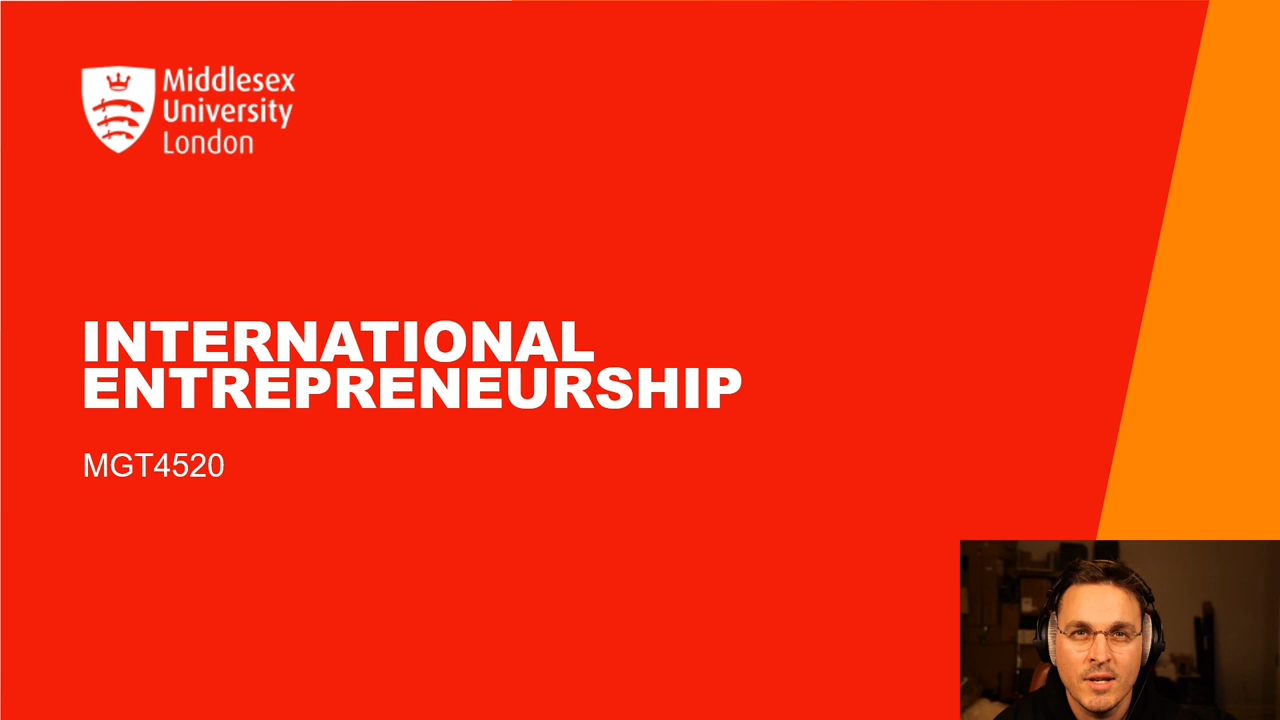 Middlesex
University
London
INTERNATIONAL
ENTREPRENEURSHIP
MGT4520